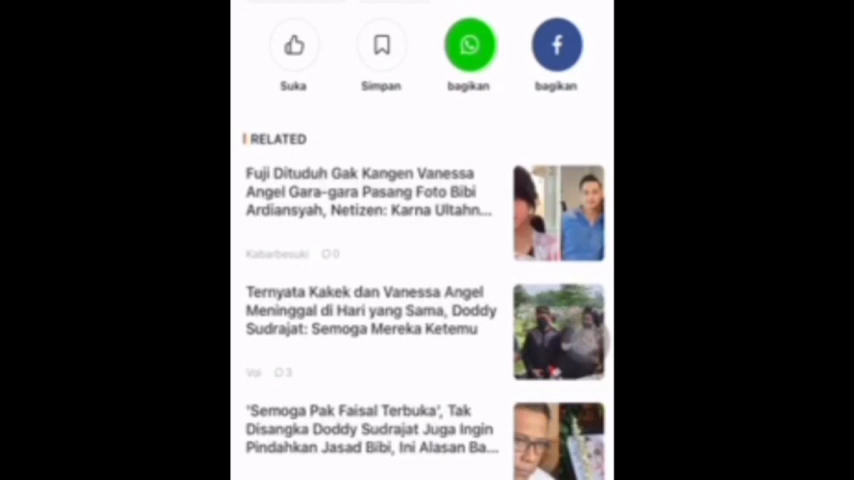 Suka Simpan bagikan bagikan
RELATED
Fuji Dituduh Gak Kangen Vanessa
Angel Gara-gara Pasang Foto Bibi
Ardiansyah, Netizen: Karna Ultahn...
Kabarbesuki 0
Ternyata Kakek dan Vanessa Angel
Meninggal di Hari yang Sama, Doddy
Sudrajat: Semoga Mereka Ketemu
Voi 3
'Semoga Pak Faisal Terbuka', Tak
Disangka Doddy Sudrajat Juga Ingin
Pindahkan Jasad Bibi, Ini Alasan Ba...